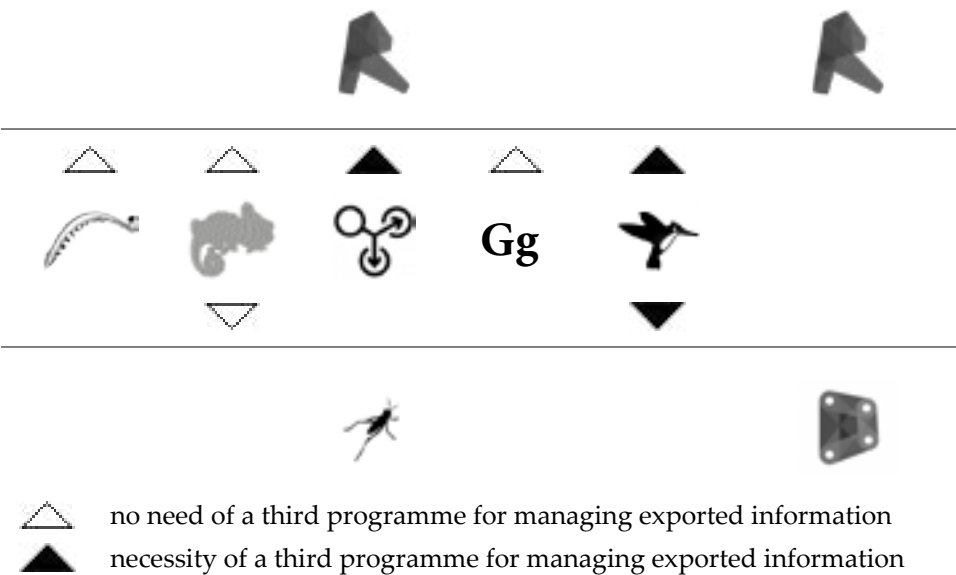 Gg
no need of a third programme for managing exported information
necessity of a third programme for managing exported information